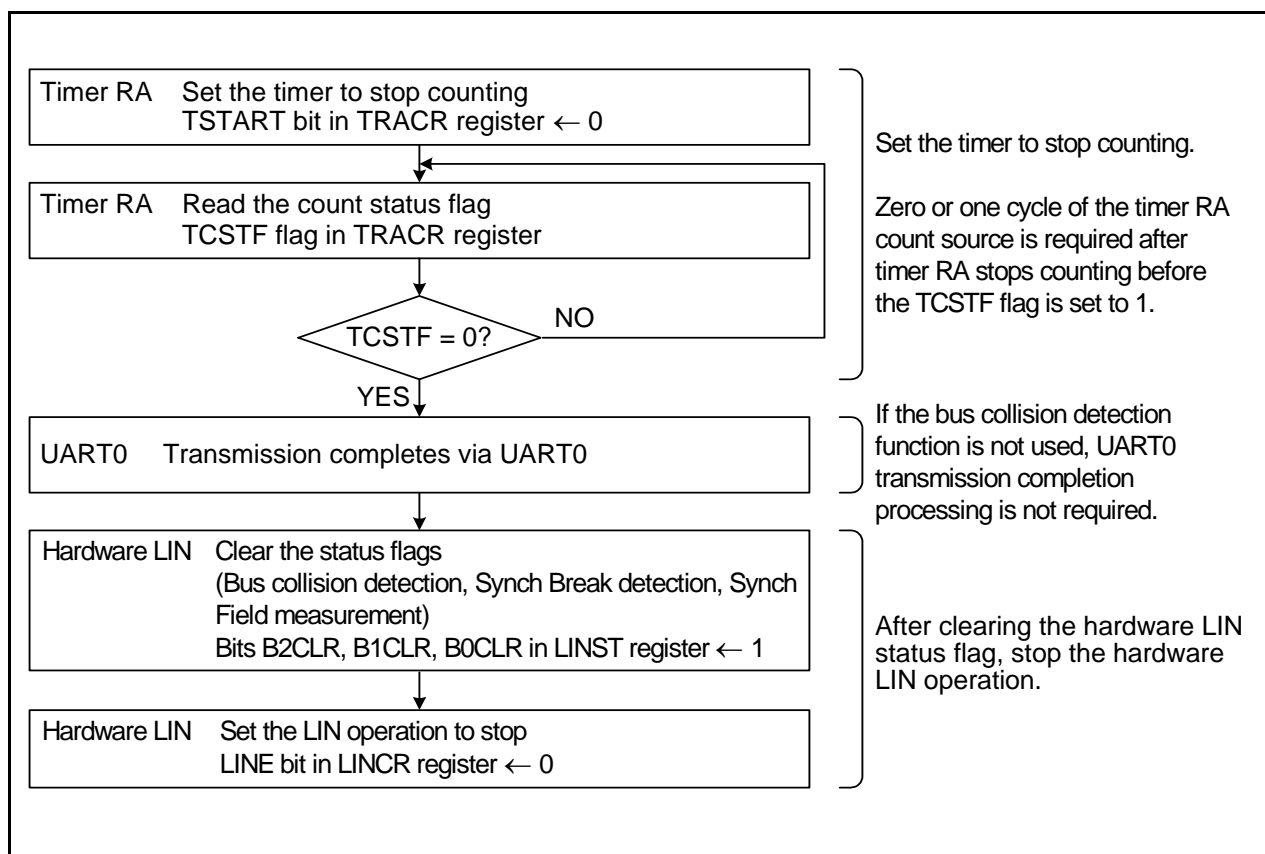 Timer RA Set the timer to stop counting
TSTART bit in TRACR register ← 0
Timer RA Read the count status flag
TCSTF flag in TRACR register
TCSTF = 0?
NO
YES
Set the timer to stop counting.
Zero or one cycle of the timer RA
count source is required after
timer RA stops counting before
the TCSTF flag is set to 1.
UART0 Transmission completes via UART0
If the bus collision detection
function is not used, UART0
transmission completion
processing is not required.
Hardware LIN Clear the status flags
(Bus collision detection, Synch Break detection, Synch
Field measurement)
Bits B2CLR, B1CLR, B0CLR in LINST register ← 1
Hardware LIN Set the LIN operation to stop
LINE bit in LINCR register ← 0
After clearing the hardware LIN
status flag, stop the hardware
LIN operation.